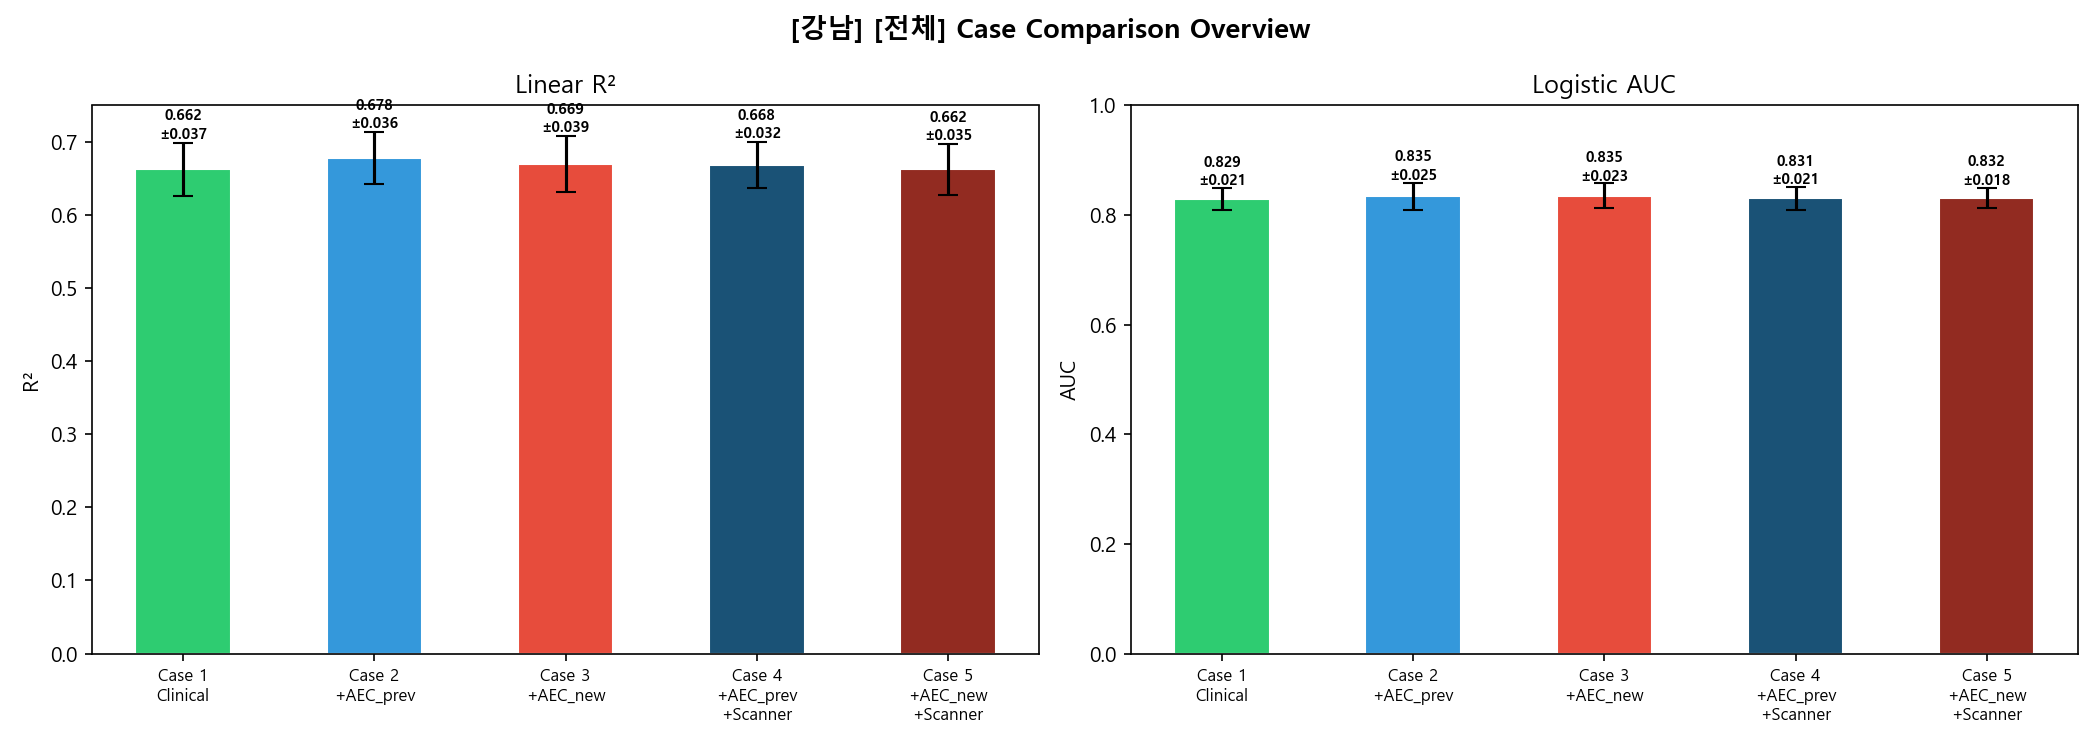 [강남] [전체] Case Comparison Overview
Linear R²
0.662
±0.037
0.678
±0.036
0.669
±0.039
0.668
±0.032
0.662
±0.035
R²
0.7
0.6
0.5
0.4
0.3
0.2
0.1
0.0
Case 1
Clinical
Case 2
+AEC_prev
Case 3
+AEC_new
Case 4
+AEC_prev
+Scanner
Case 5
+AEC_new
+Scanner
Logistic AUC
0.829
±0.021
0.835
±0.025
0.835
±0.023
0.831
±0.021
0.832
±0.018
AUC
1.0
0.8
0.6
0.4
0.2
0.0
Case 1
Clinical
Case 2
+AEC_prev
Case 3
+AEC_new
Case 4
+AEC_prev
+Scanner
Case 5
+AEC_new
+Scanner